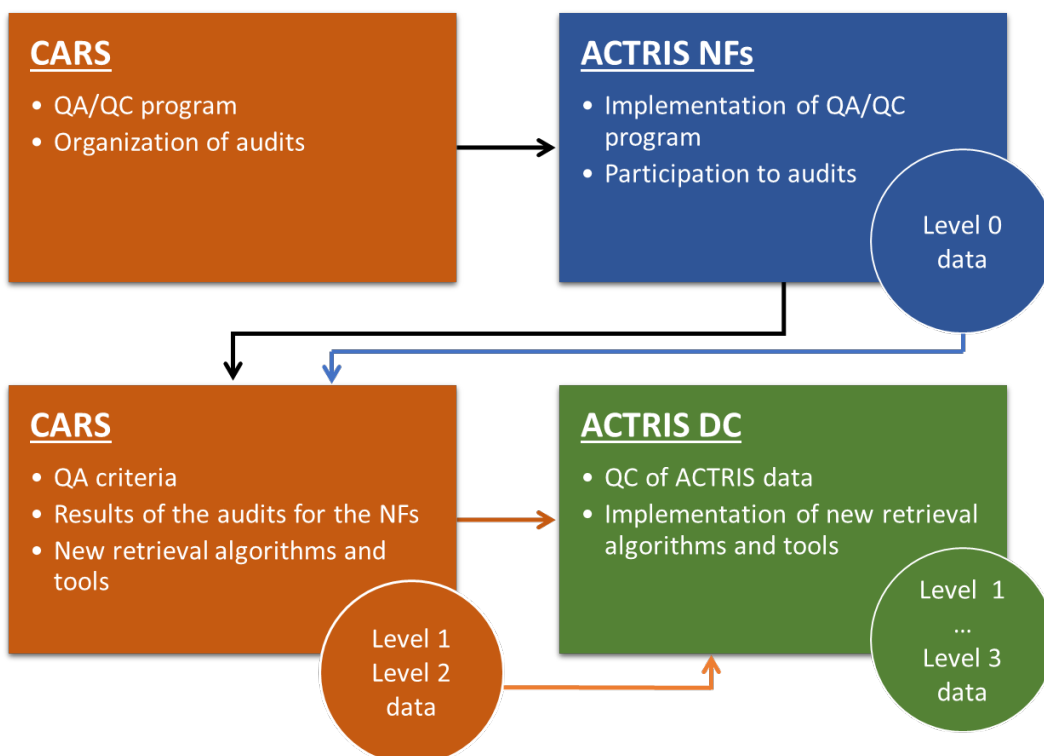 CARS
• QA/QC program
• Organization of audits
ACTRIS NFs
• Implementation of QA/QC
program
• Participation to audits
Level 0
data
CARS
• QA criteria
• Results of the audits for the NFs
• New retrieval algorithms and
tools
Level 1
Level 2
data
ACTRIS DC
• QC of ACTRIS data
• Implementation of new retrieval
algorithms and tools
Level 1
...
Level 3
data